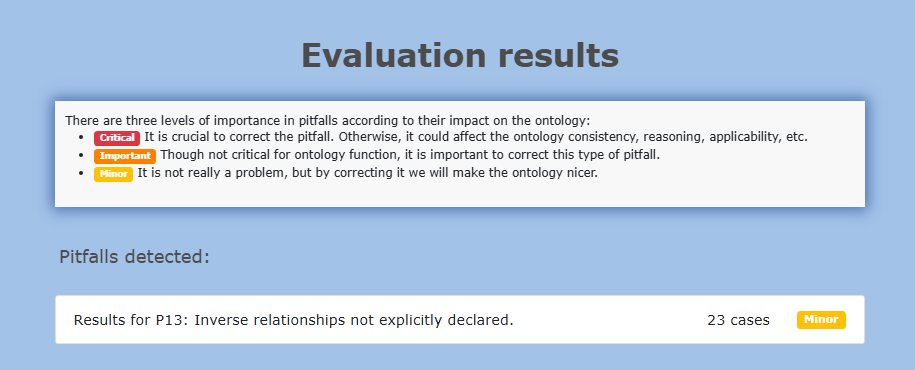 Evaluation results
There are three levels of importance in pitfalls according to their impact on the ontology:
• Critical It is crucial to correct the pitfall. Otherwise, it could affect the ontology consistency, reasoning, applicability, etc.
• Important Though not critical for ontology function, it is important to correct this type of pitfall.
• Minor It is not really a problem, but by correcting it we will make the ontology nicer.
Pitfalls detected:
Results for P13: Inverse relationships not explicitly declared. 23 cases Minor